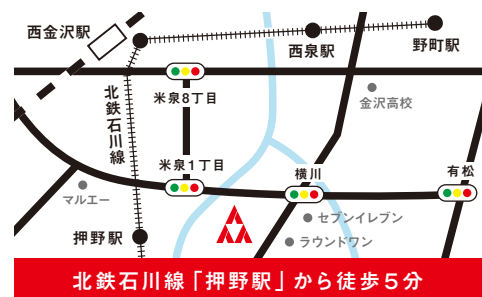 西金沢駅
西泉駅
野町駅
北鉄石川線
米泉8丁目
金沢高校
米泉1丁目
横川
有松
マルエー
セブンイレブン
押野駅
ラウンドワン
北鉄石川線「押野駅」から徒歩5分